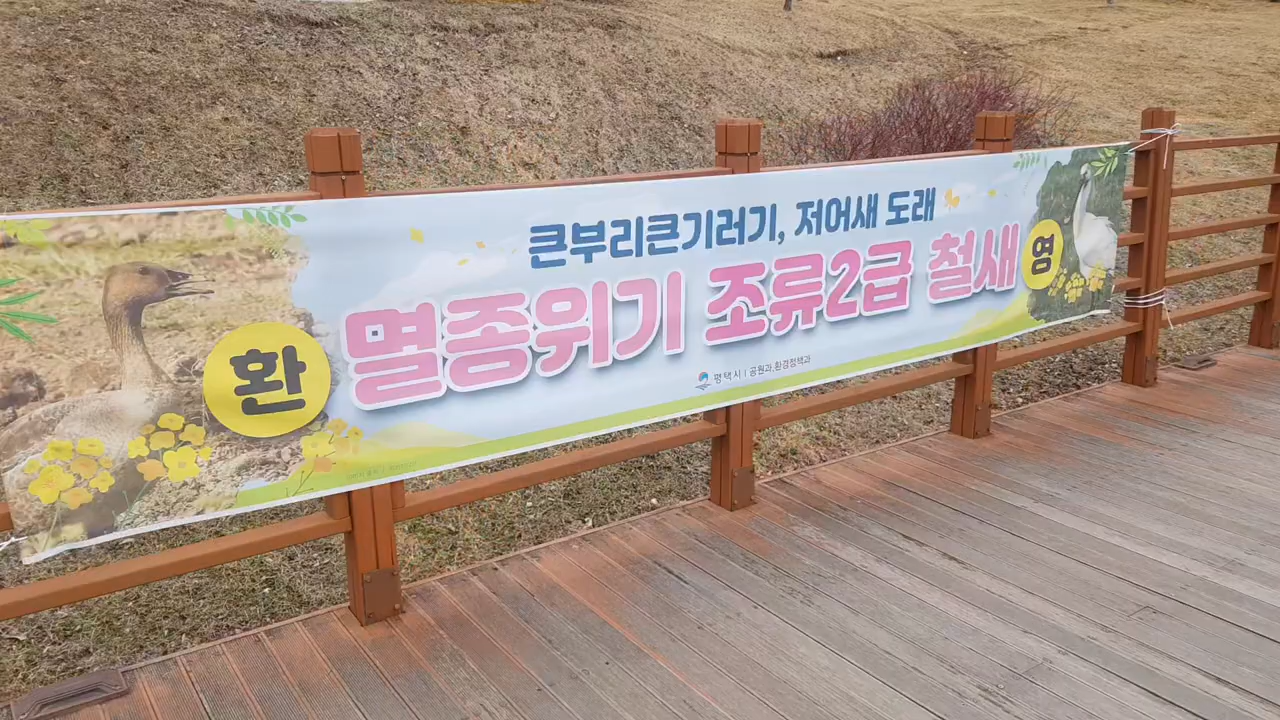 큰부리큰기러기, 저어새 도래
환 멸종위기 조류2급 철새 영
평택시 | 공원과,환경정책과